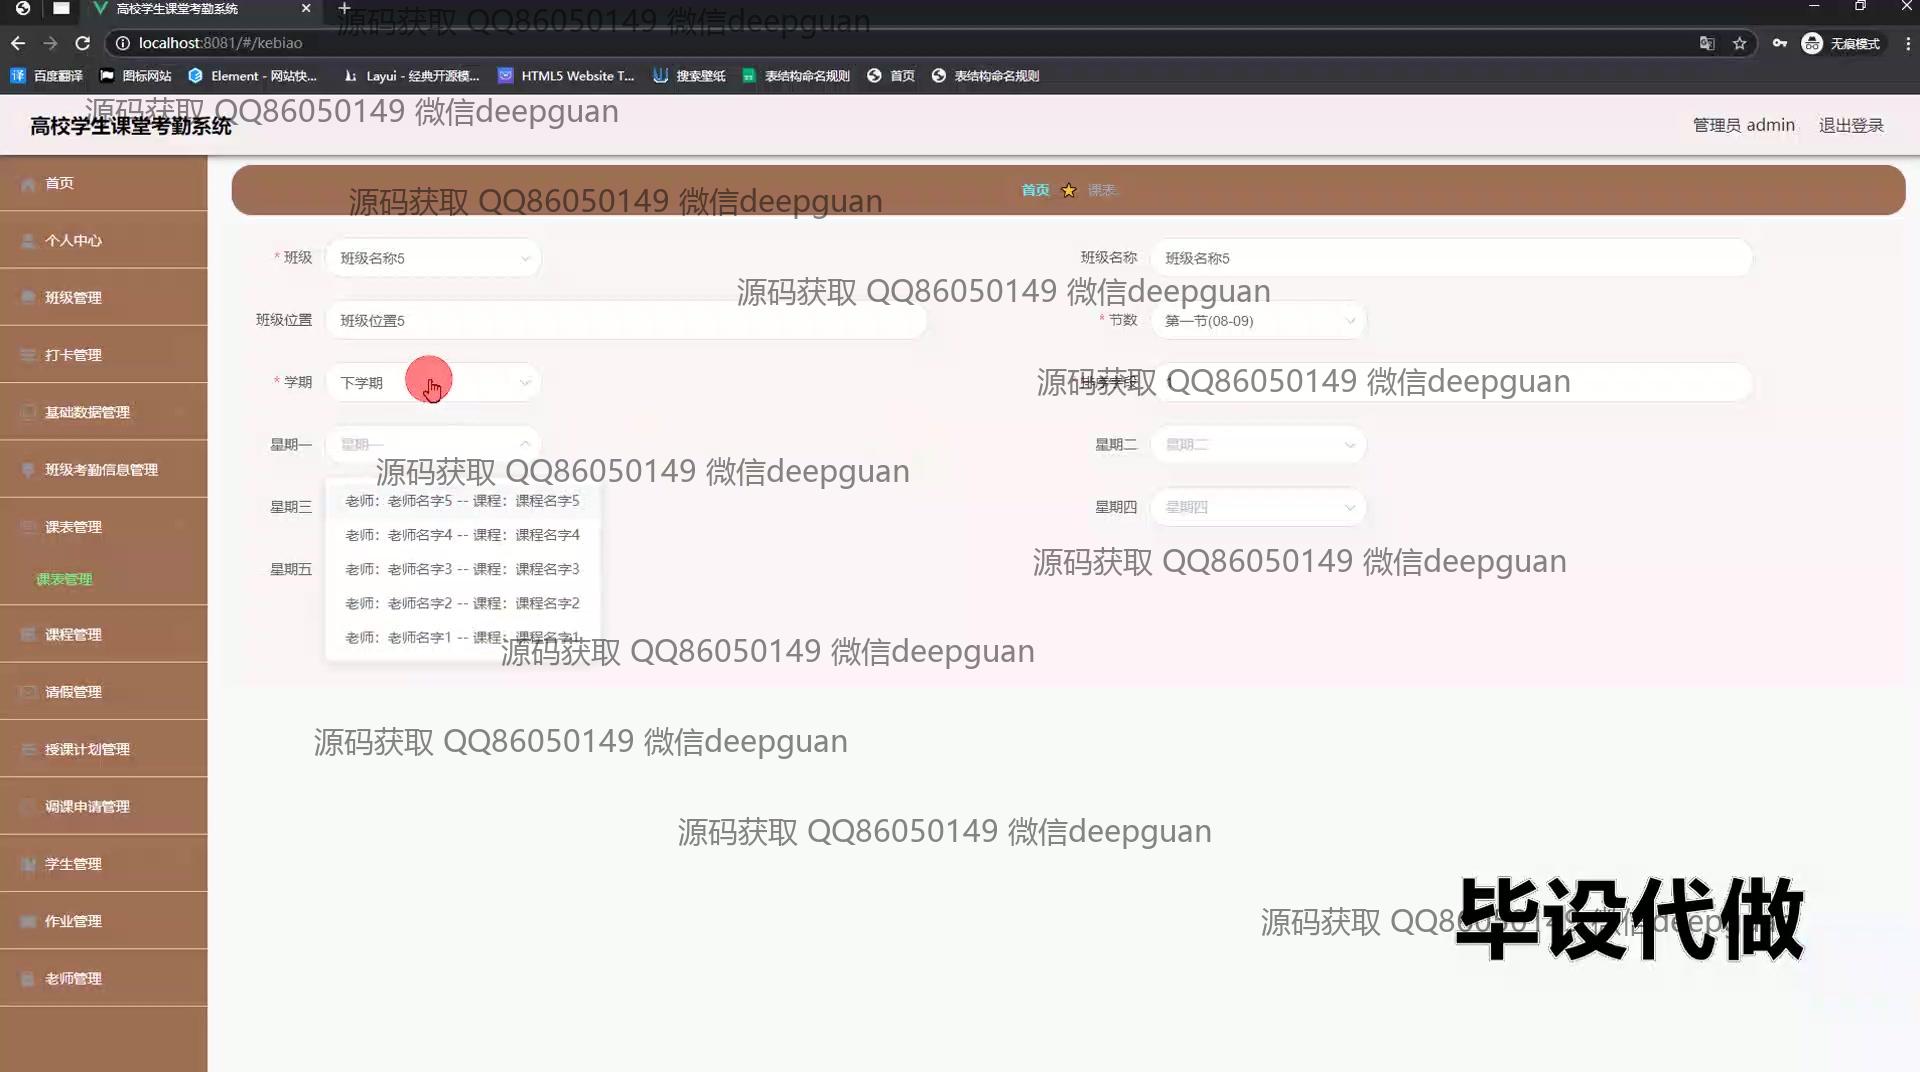 高校学生课堂考勤系统
源码获取 QQ86050149 微信deepguan
localhost:8081/#/kebiao
无痕模式
百度翻译
图标网站
Element - 网站快...
Layui - 经典开源模...
HTML5 Website T...
搜索壁纸
表结构命名规则
首页
表结构命名规则
源码获取 QQ86050149 微信deepguan
高校学生课堂考勤系统
管理员 admin
退出登录
首页
个人中心
班级管理
打卡管理
基础数据管理
班级考勤信息管理
课表管理
课表管理
课程管理
请假管理
授课计划管理
调课申请管理
学生管理
作业管理
老师管理
首页
课表
源码获取 QQ86050149 微信deepguan
* 班级 班级名称5
班级名称 班级名称5
源码获取 QQ86050149 微信deepguan
班级位置 班级位置5
* 节数 第一节(08-09)
* 学期 下学期
源码获取 QQ86050149 微信deepguan
星期一 星期一
星期二 星期二
源码获取 QQ86050149 微信deepguan
星期三
星期四 星期四
星期五
老师：老师名字5 -- 课程：课程名字5
老师：老师名字4 -- 课程：课程名字4
老师：老师名字3 -- 课程：课程名字3
老师：老师名字2 -- 课程：课程名字2
老师：老师名字1 -- 课程：课程名字1
源码获取 QQ86050149 微信deepguan
源码获取 QQ86050149 微信deepguan
源码获取 QQ86050149 微信deepguan
源码获取 QQ86050149 微信deepguan
源码获取 QQ86050149 微信deepguan
毕设代做